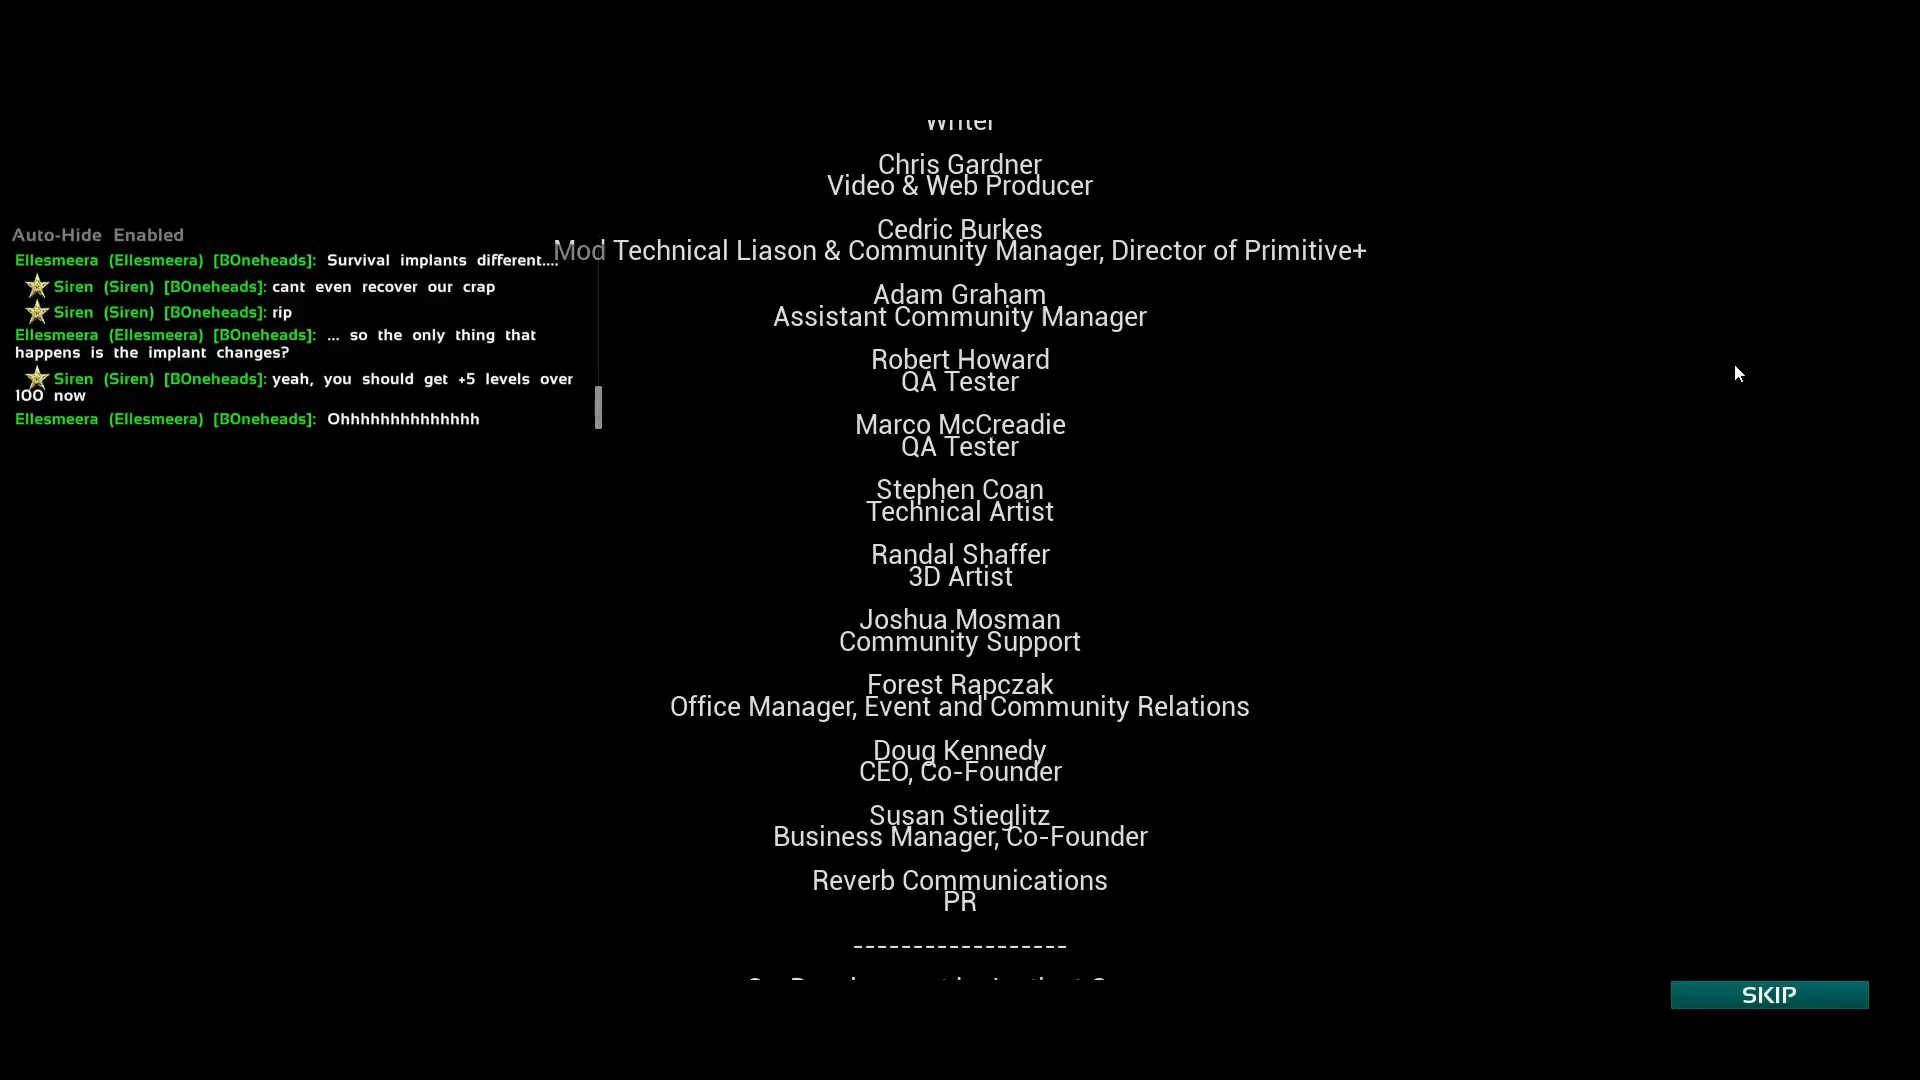 Writer
Chris Gardner
Video & Web Producer
Cedric Burkes
Mod Technical Liason & Community Manager, Director of Primitive+
Adam Graham
Assistant Community Manager
Robert Howard
QA Tester
Marco McCreadie
QA Tester
Stephen Coan
Technical Artist
Randal Shaffer
3D Artist
Joshua Mosman
Community Support
Forest Rapczak
Office Manager, Event and Community Relations
Doug Kennedy
CEO, Co-Founder
Susan Stieglitz
Business Manager, Co-Founder
Reverb Communications
PR
------------------
Auto-Hide Enabled
Ellesmeera (Ellesmeera) [BOneheads]: Survival implants different....
Siren (Siren) [BOneheads]: cant even recover our crap
Siren (Siren) [BOneheads]: rip
Ellesmeera (Ellesmeera) [BOneheads]: ... so the only thing that
happens is the implant changes?
Siren (Siren) [BOneheads]: yeah, you should get +5 levels over
100 now
Ellesmeera (Ellesmeera) [BOneheads]: Ohhhhhhhhhhhhhh
SKIP